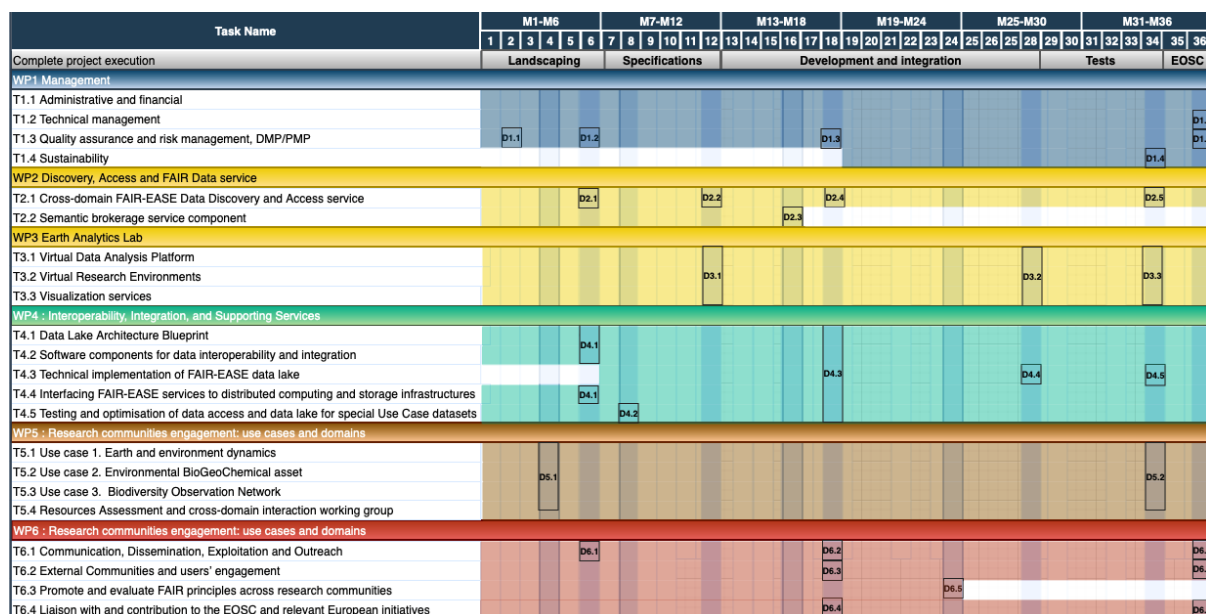 Task Name
M1-M6 M7-M12 M13-M18 M19-M24 M25-M30 M31-M36
1 2 3 4 5 6 7 8 9 10 11 12 13 14 15 16 17 18 19 20 21 22 23 24 25 26 25 28 29 30 31 32 33 34 35 36
Complete project execution Landscaping Specifications Development and integration Tests EOSC
WP1 Management
T1.1 Administrative and financial
T1.2 Technical management D1.
T1.3 Quality assurance and risk management, DMP/PMP D1.1 D1.2 D1.3 D1.
T1.4 Sustainability D1.4
WP2 Discovery, Access and FAIR Data service
T2.1 Cross-domain FAIR-EASE Data Discovery and Access service D2.1 D2.2 D2.4 D2.5
T2.2 Semantic brokerage service component D2.3
WP3 Earth Analytics Lab
T3.1 Virtual Data Analysis Platform
T3.2 Virtual Research Environments D3.1 D3.2 D3.3
T3.3 Visualization services
WP4 : Interoperability, Integration, and Supporting Services
T4.1 Data Lake Architecture Blueprint
D4.1
T4.2 Software components for data interoperability and integration
T4.3 Technical implementation of FAIR-EASE data lake D4.3 D4.4 D4.5
T4.4 Interfacing FAIR-EASE services to distributed computing and storage infrastructures D4.1
T4.5 Testing and optimisation of data access and data lake for special Use Case datasets D4.2
WP5 : Research communities engagement: use cases and domains
T5.1 Use case 1. Earth and environment dynamics
T5.2 Use case 2. Environmental BioGeoChemical asset D5.1 D5.2
T5.3 Use case 3. Biodiversity Observation Network
T5.4 Resources Assessment and cross-domain interaction working group
WP6 : Research communities engagement: use cases and domains
T6.1 Communication, Dissemination, Exploitation and Outreach D6.1 D6.2 D6.
T6.2 External Communities and users' engagement D6.3 D6.
T6.3 Promote and evaluate FAIR principles across research communities D6.5
T6.4 Liaison with and contribution to the EOSC and relevant European initiatives D6.4 D6.